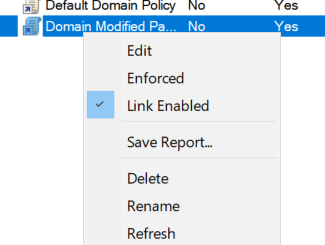 Default Domain Policy No Yes
Domain Modified Pa... No Yes
Edit
Enforced
Link Enabled
Save Report...
Delete
Rename
Refresh